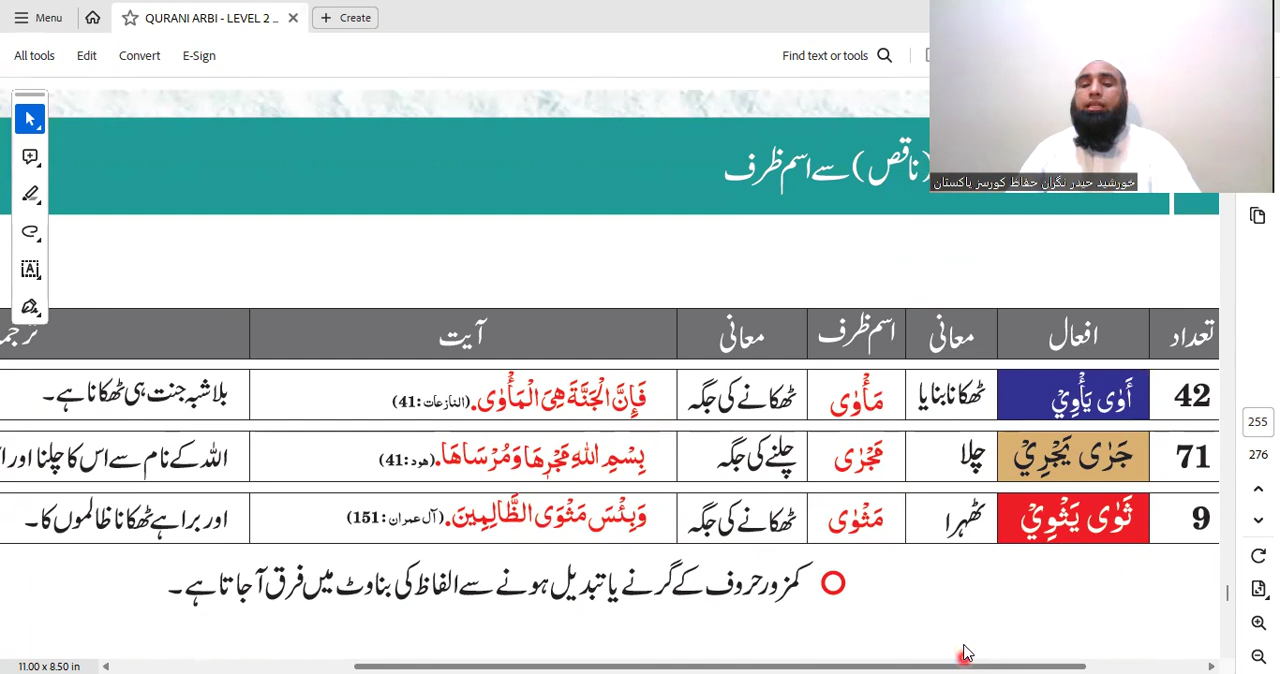 Menu
QURANI ARBI - LEVEL 2 ...
Create
All tools Edit Convert E-Sign
Find text or tools
خورشید حیدر نگران حفاظ کورسز پاکستان
(ناقص) سے اسم ظرف
تعداد افعال معانی اسم ظرف معانی آیت
42 أَوٰى يَأْوِيْ ٹھکانا بنایا مَأْوٰى ٹھکانے کی جگہ فَإِنَّ الْجَنَّةَ هِيَ الْمَأْوٰى. (النازعات:41) بلاشبہ جنت ہی ٹھکانا ہے۔
71 جَرٰى يَجْرِيْ چلا مَجْرٰى چلنے کی جگہ بِسْمِ اللهِ مَجْرٖهَا وَمُرْسَاهَا. (ھود:41) اللہ کے نام سے اس کا چلنا اور
9 ثَوٰى يَثْوِيْ ٹھہرا مَثْوٰى ٹھکانے کی جگہ وَبِئْسَ مَثْوَى الظَّالِمِينَ. (آل عمران:151) اور برا ہے ٹھکانا ظالموں کا۔
کمزور حروف کے گرنے یا تبدیل ہونے سے الفاظ کی بناوٹ میں فرق آ جاتا ہے۔
255
276
11.00 x 8.50 in